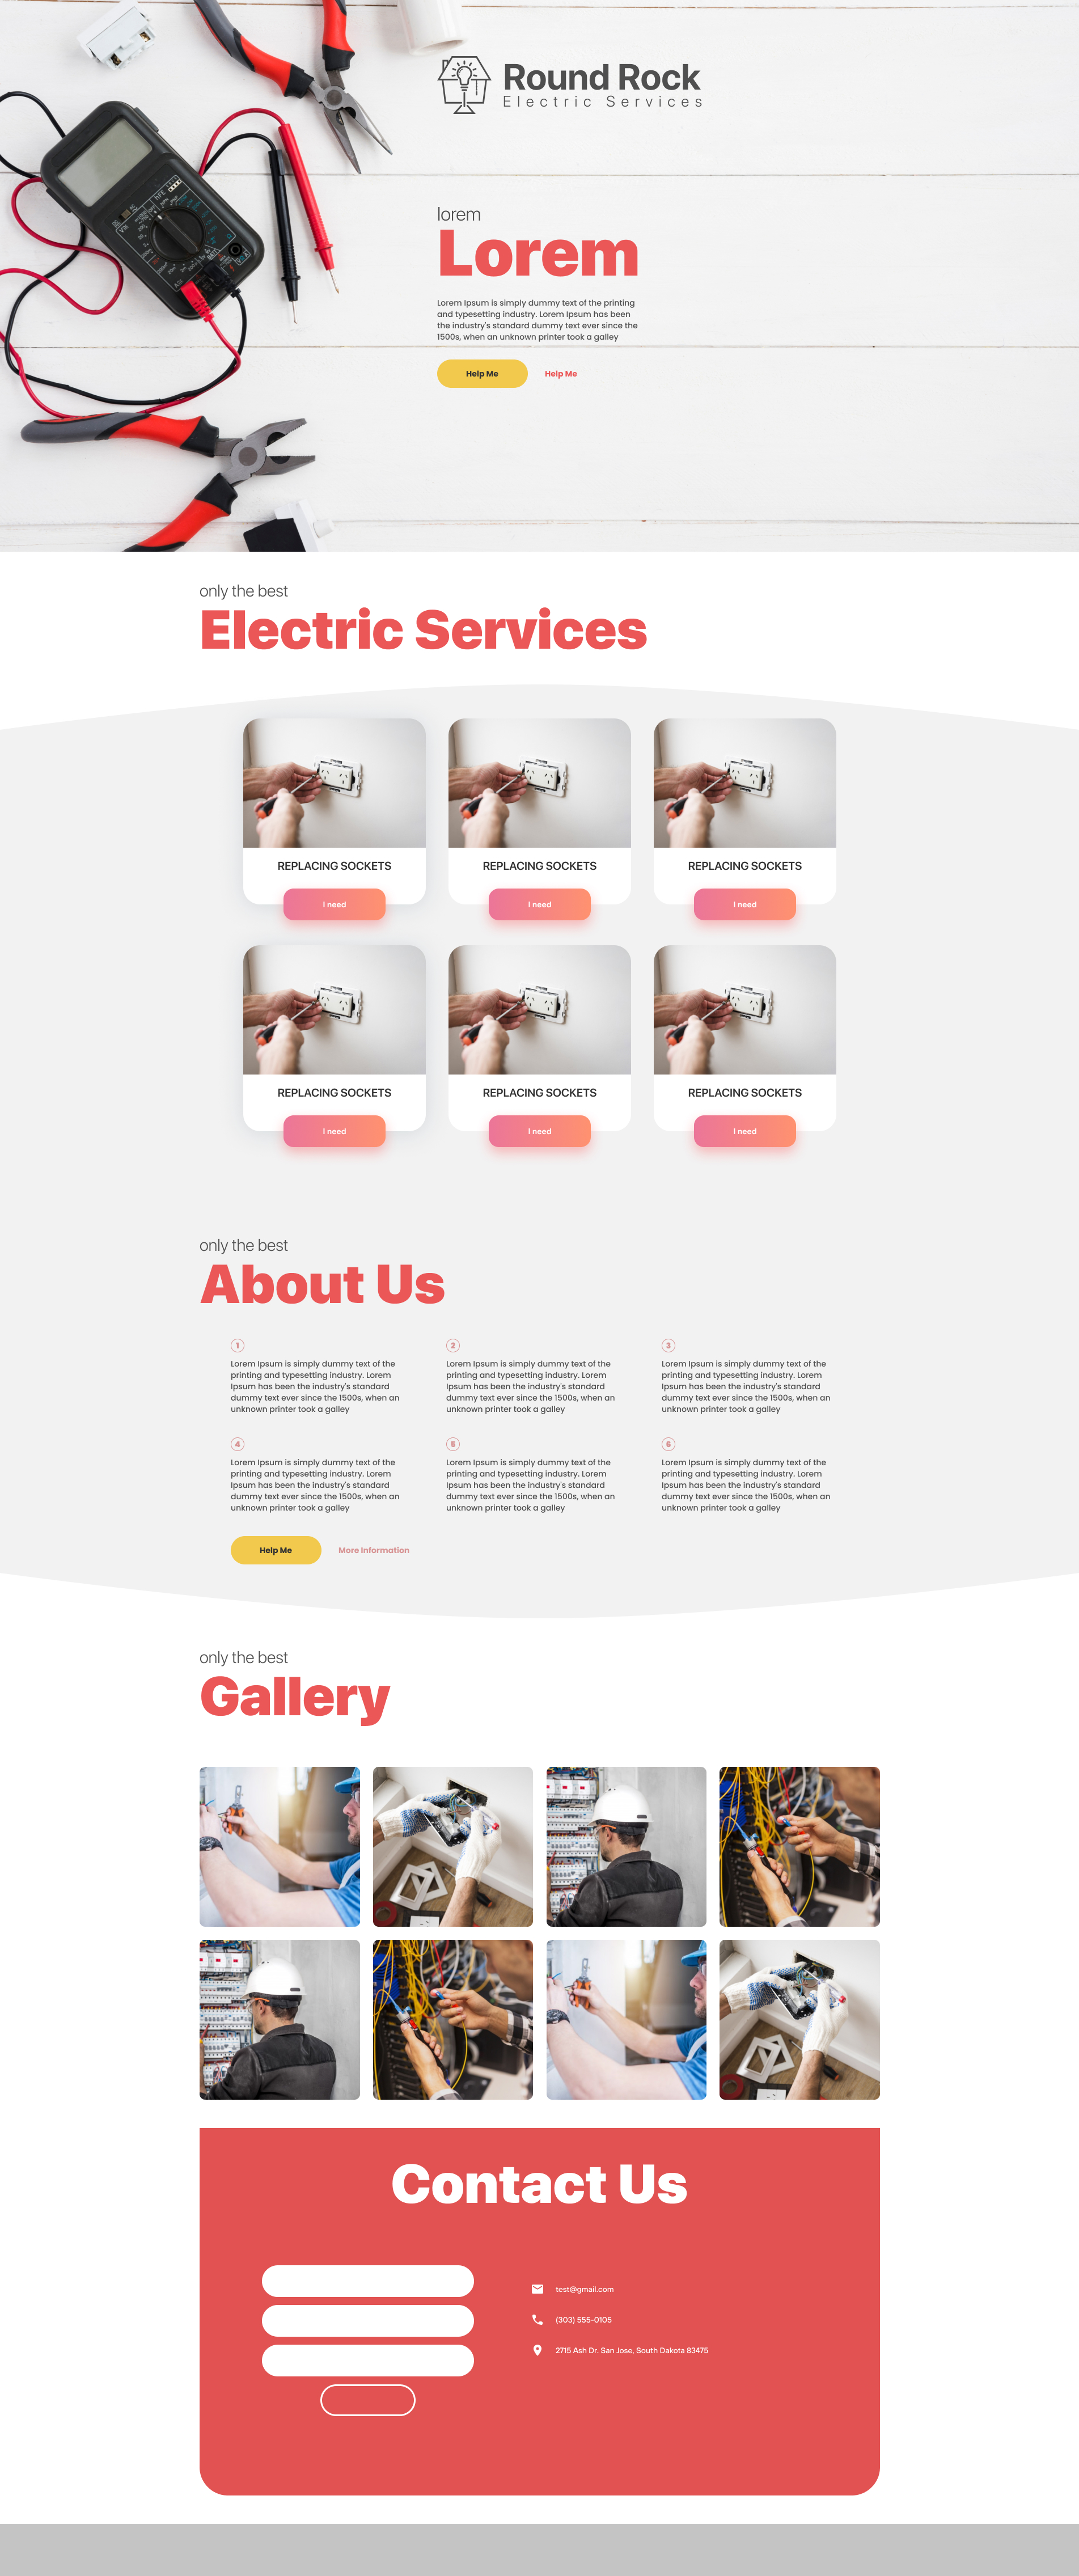 Round Rock
Electric Services
lorem
Lorem
Lorem Ipsum is simply dummy text of the printing
and typesetting industry. Lorem Ipsum has been
the industry's standard dummy text ever since the
1500s, when an unknown printer took a galley
Help Me
Help Me
only the best
Electric Services
REPLACING SOCKETS
REPLACING SOCKETS
REPLACING SOCKETS
I need
I need
I need
REPLACING SOCKETS
REPLACING SOCKETS
REPLACING SOCKETS
I need
I need
I need
only the best
About Us
1
Lorem Ipsum is simply dummy text of the
printing and typesetting industry. Lorem
Ipsum has been the industry's standard
dummy text ever since the 1500s, when an
unknown printer took a galley
2
Lorem Ipsum is simply dummy text of the
printing and typesetting industry. Lorem
Ipsum has been the industry's standard
dummy text ever since the 1500s, when an
unknown printer took a galley
3
Lorem Ipsum is simply dummy text of the
printing and typesetting industry. Lorem
Ipsum has been the industry's standard
dummy text ever since the 1500s, when an
unknown printer took a galley
4
Lorem Ipsum is simply dummy text of the
printing and typesetting industry. Lorem
Ipsum has been the industry's standard
dummy text ever since the 1500s, when an
unknown printer took a galley
5
Lorem Ipsum is simply dummy text of the
printing and typesetting industry. Lorem
Ipsum has been the industry's standard
dummy text ever since the 1500s, when an
unknown printer took a galley
6
Lorem Ipsum is simply dummy text of the
printing and typesetting industry. Lorem
Ipsum has been the industry's standard
dummy text ever since the 1500s, when an
unknown printer took a galley
Help Me
More Information
only the best
Gallery
Contact Us
test@gmail.com
(303) 555-0105
2715 Ash Dr. San Jose, South Dakota 83475